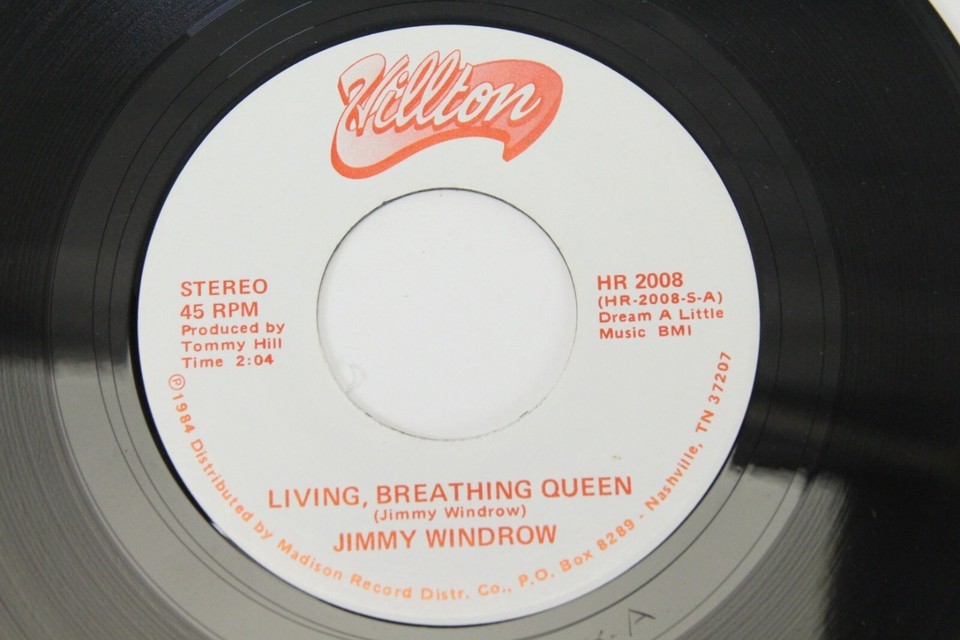 Hillton
STEREO
45 RPM
Produced by
Tommy Hill
Time 2:04
HR 2008
(HR-2008-S-A)
Dream A Little
Music BMI
LIVING, BREATHING QUEEN
(Jimmy Windrow)
JIMMY WINDROW
℗1984 Distributed by Madison Record Distr. Co., P.O. Box 8289 - Nashville, TN 37207